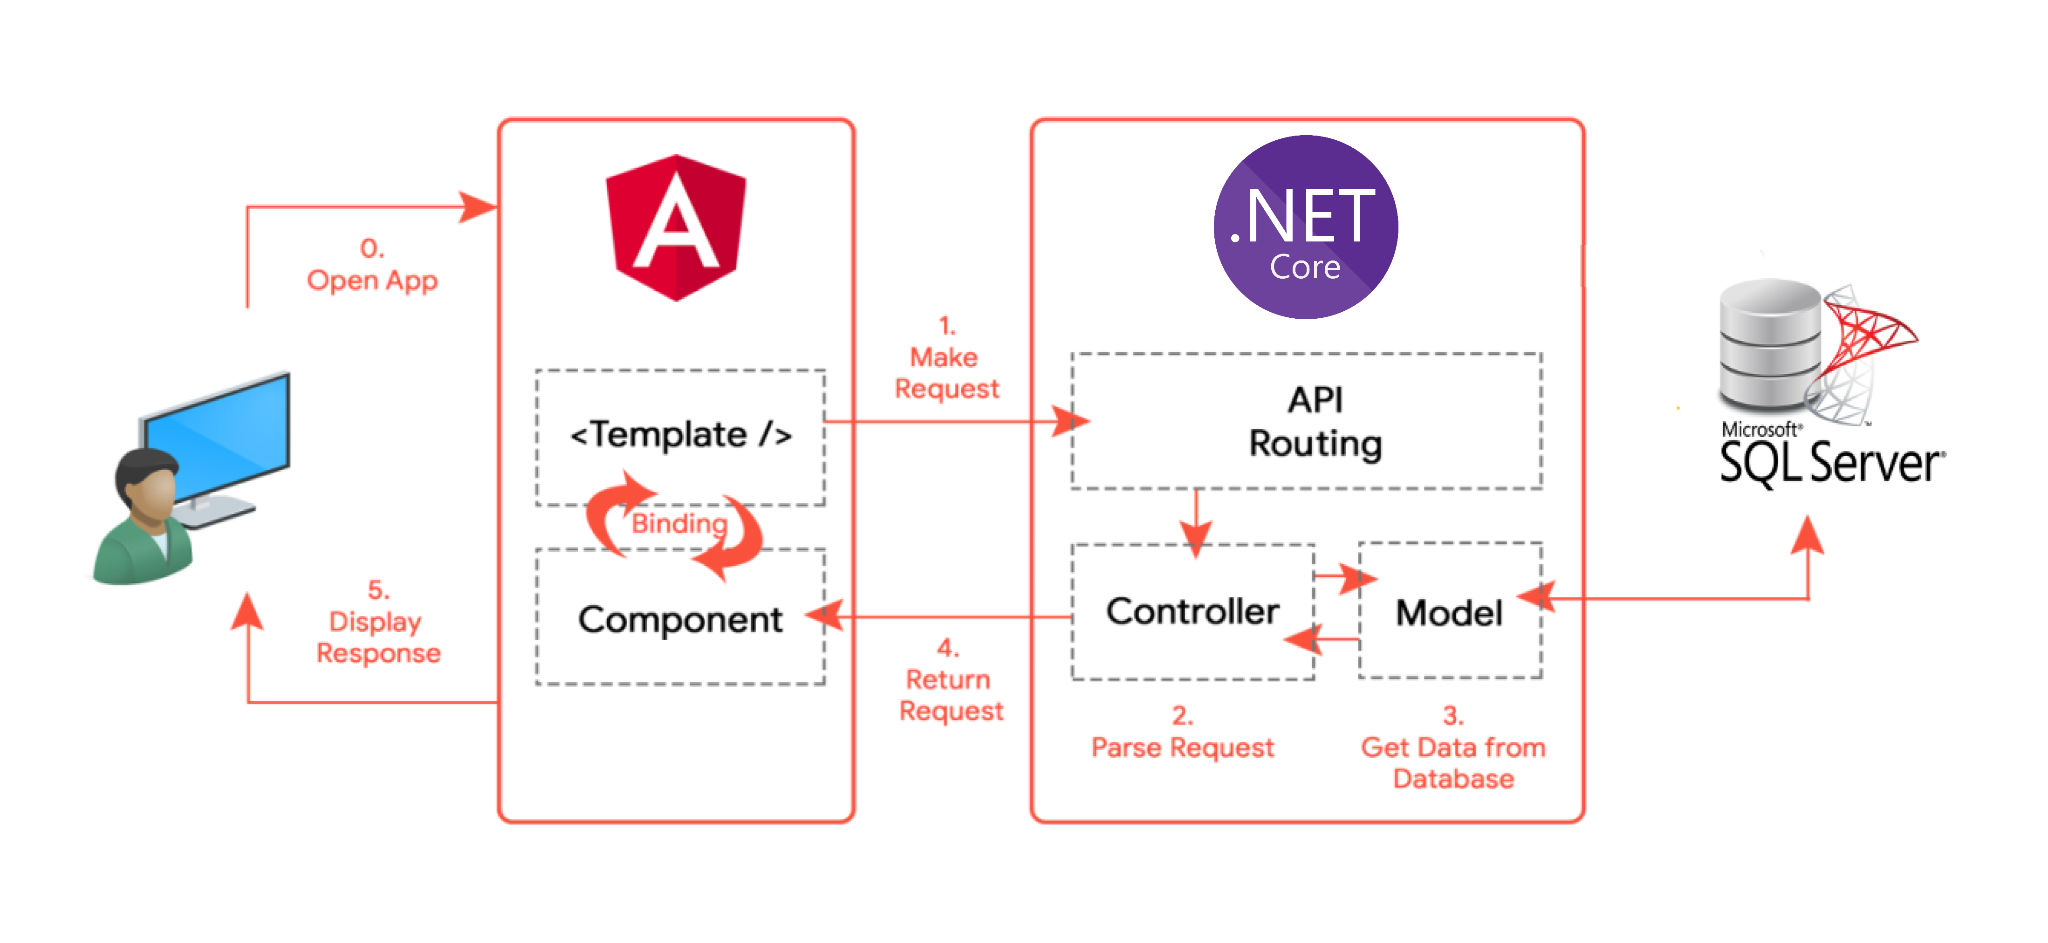 0.
Open App
A
<Template />
Binding
Component
5.
Display
Response
1.
Make
Request
4.
Return
Request
.NET
Core
API
Routing
Controller
Model
2.
Parse Request
3.
Get Data from
Database
Microsoft®
SQL Server®